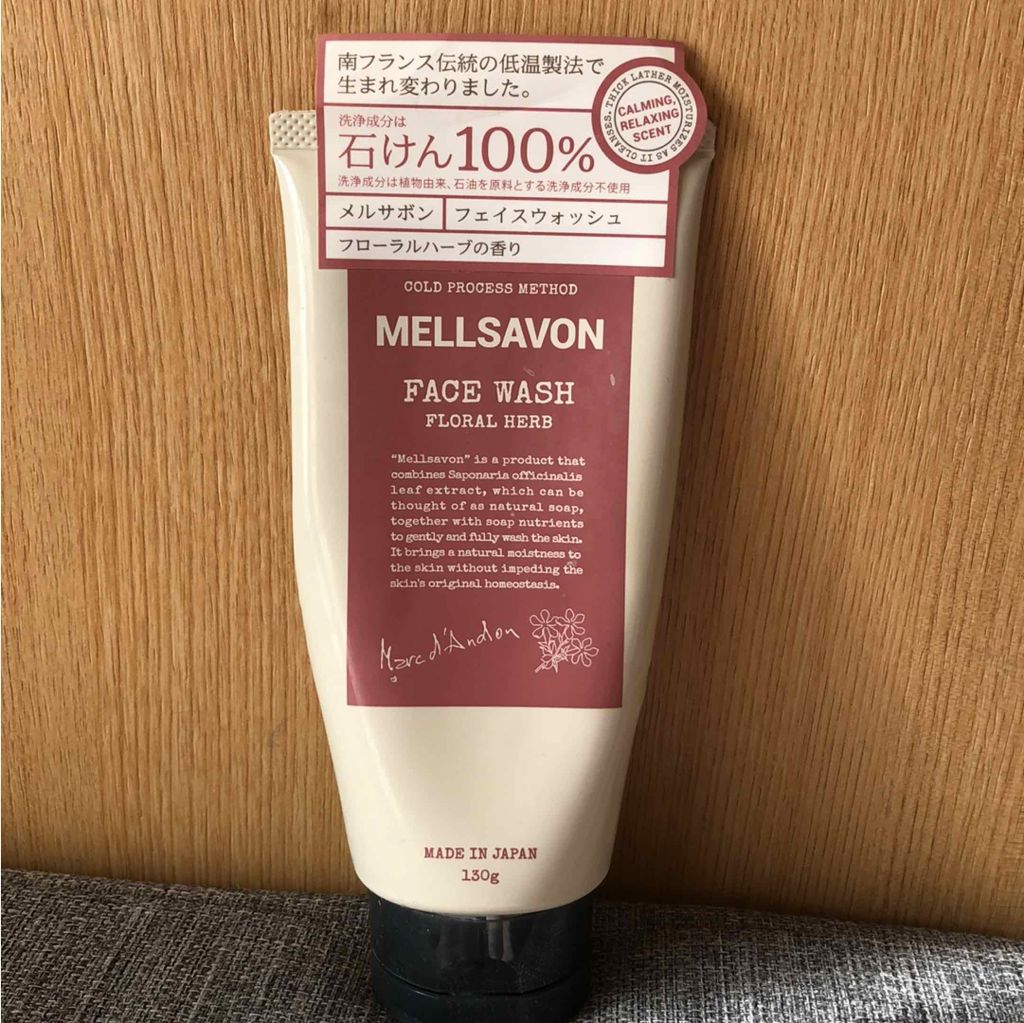 南フランス伝統の低温製法で
生まれ変わりました。
洗浄成分は
石けん100%
洗浄成分は植物由来、石油を原料とする洗浄成分不使用
メルサボン
フェイスウォッシュ
フローラルハーブの香り
CLEANSES. THICK LATHER MOISTURIZES AS IT
CALMING,
RELAXING
SCENT
COLD PROCESS METHOD
MELLSAVON
FACE WASH
FLORAL HERB
"Mellsavon" is a product that
combines Saponaria officinalis
leaf extract, which can be
thought of as natural soap,
together with soap nutrients
to gently and fully wash the skin.
It brings a natural moistness to
the skin without impeding the
skin's original homeostasis.
Marc d'Andon
MADE IN JAPAN
130g